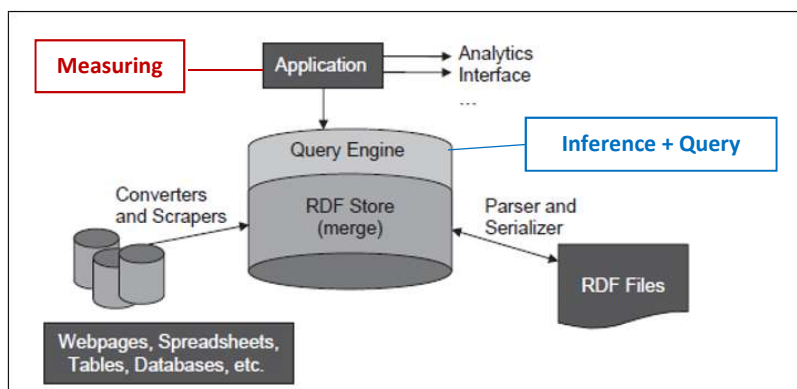 Measuring
Application
Analytics
Interface
...
Query Engine
Inference + Query
Converters
and Scrapers
RDF Store
(merge)
Parser and
Serializer
RDF Files
Webpages, Spreadsheets,
Tables, Databases, etc.